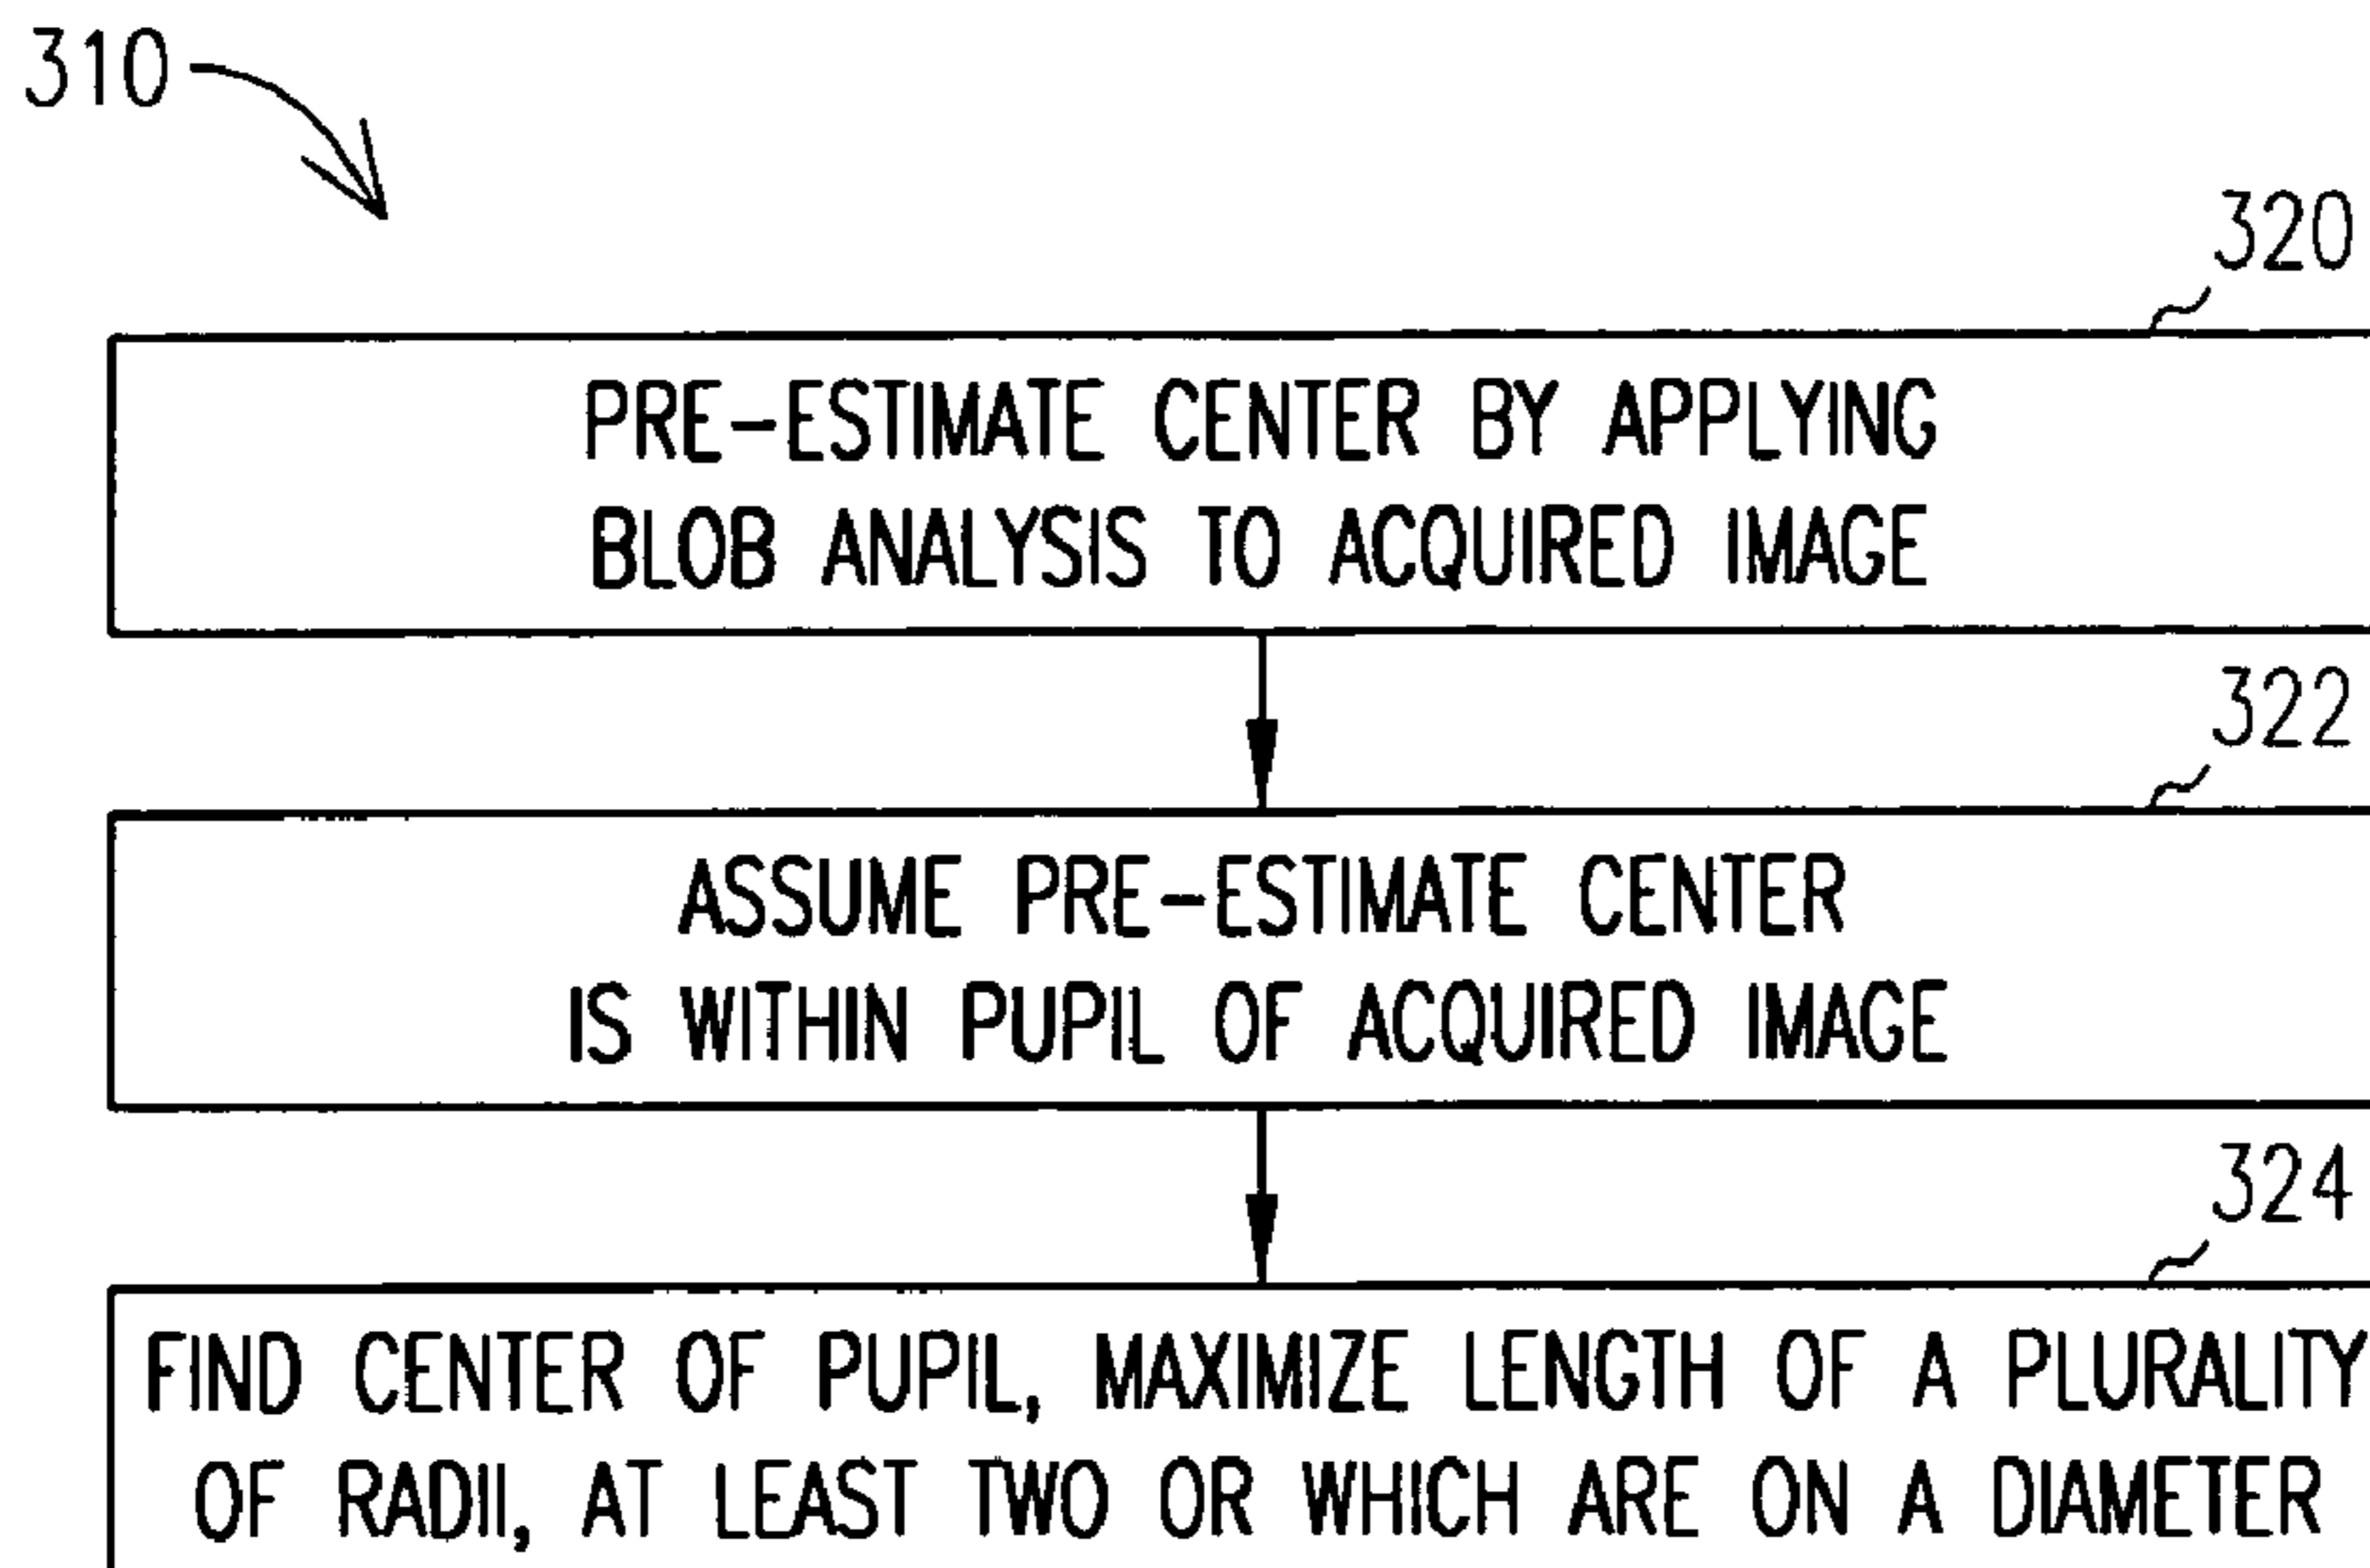 310
320
PRE-ESTIMATE CENTER BY APPLYING
BLOB ANALYSIS TO ACQUIRED IMAGE
322
ASSUME PRE-ESTIMATE CENTER
IS WITHIN PUPIL OF ACQUIRED IMAGE
324
FIND CENTER OF PUPIL, MAXIMIZE LENGTH OF A PLURALITY
OF RADII, AT LEAST TWO OR WHICH ARE ON A DIAMETER